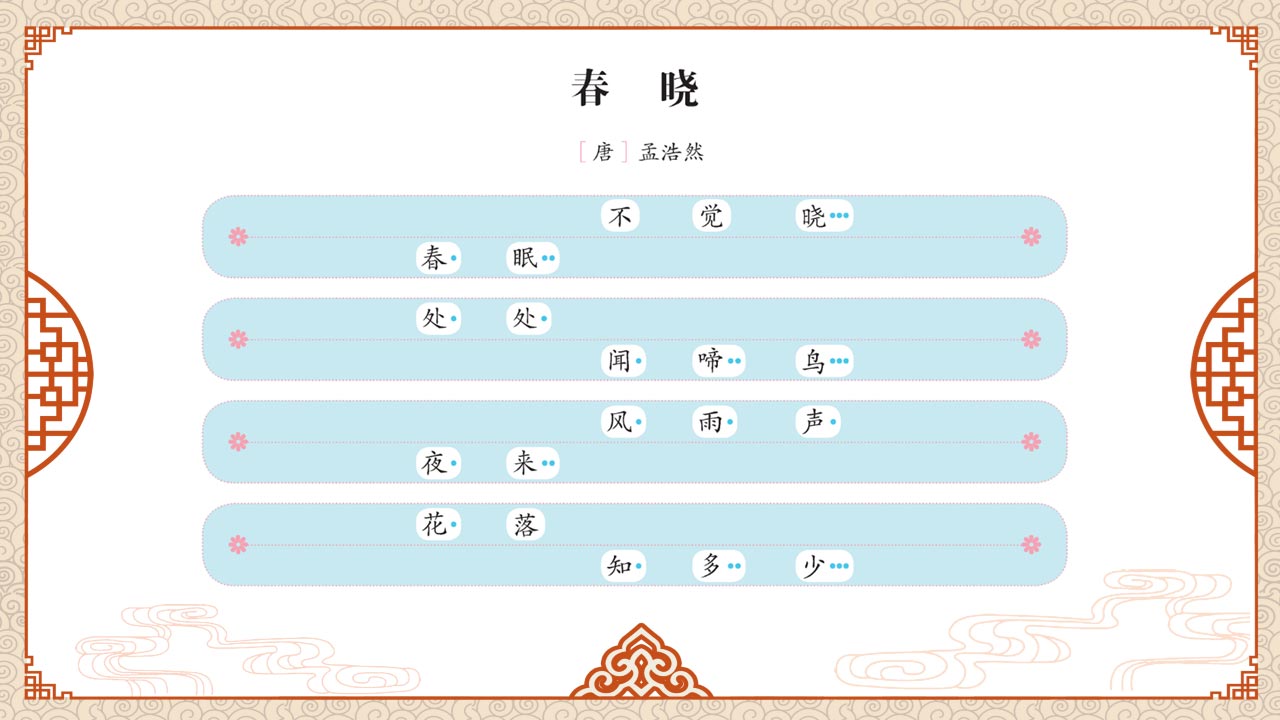 春 晓
[唐] 孟浩然
春眠不觉晓
处处闻啼鸟
夜来风雨声
花落知多少